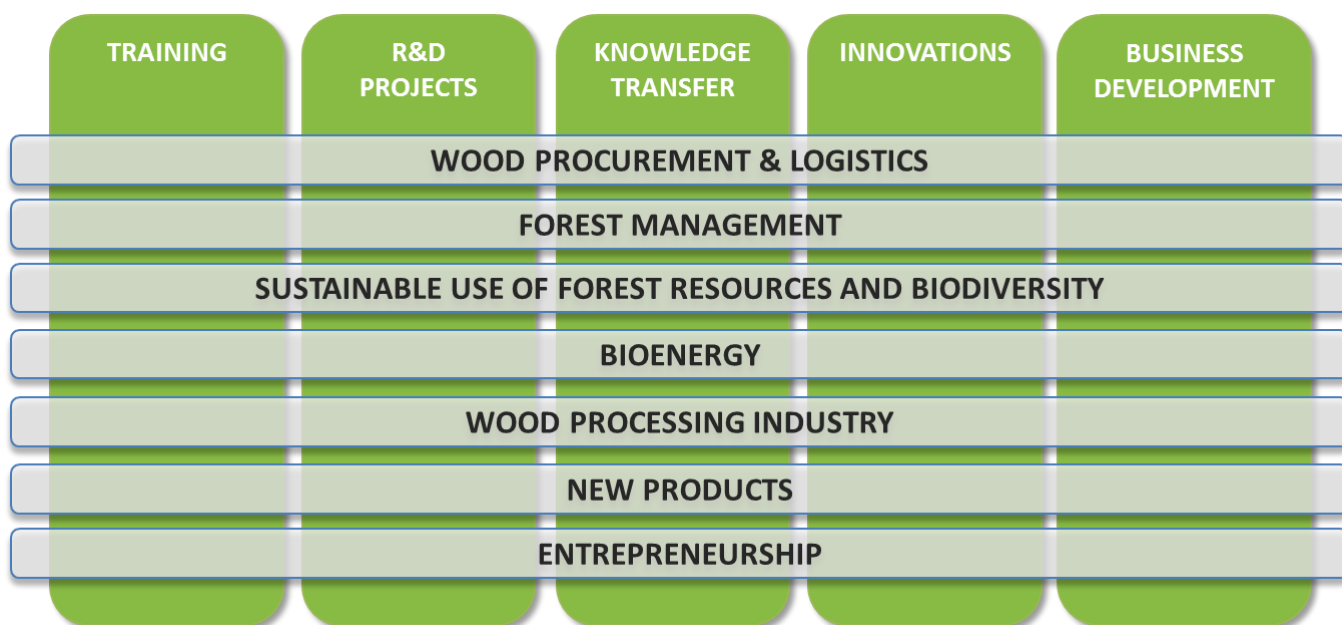 TRAINING
R&D
PROJECTS
KNOWLEDGE
TRANSFER
INNOVATIONS
BUSINESS
DEVELOPMENT
WOOD PROCUREMENT & LOGISTICS
FOREST MANAGEMENT
SUSTAINABLE USE OF FOREST RESOURCES AND BIODIVERSITY
BIOENERGY
WOOD PROCESSING INDUSTRY
NEW PRODUCTS
ENTREPRENEURSHIP